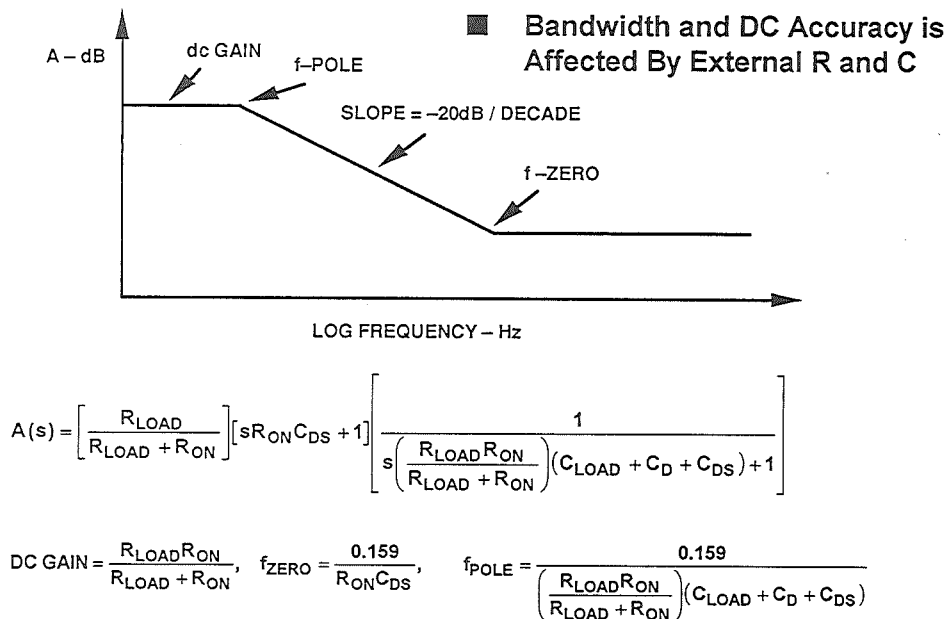 ■ Bandwidth and DC Accuracy is
Affected By External R and C
A – dB
dc GAIN
f–POLE
SLOPE = –20dB / DECADE
f –ZERO
LOG FREQUENCY – Hz
A(s) = [R_LOAD / (R_LOAD + R_ON)] [sR_ON C_DS + 1] [1 / (s(R_LOAD R_ON / (R_LOAD + R_ON))(C_LOAD + C_D + C_DS) + 1)]
DC GAIN = R_LOAD R_ON / (R_LOAD + R_ON), f_ZERO = 0.159 / (R_ON C_DS), f_POLE = 0.159 / ((R_LOAD R_ON / (R_LOAD + R_ON))(C_LOAD + C_D + C_DS))